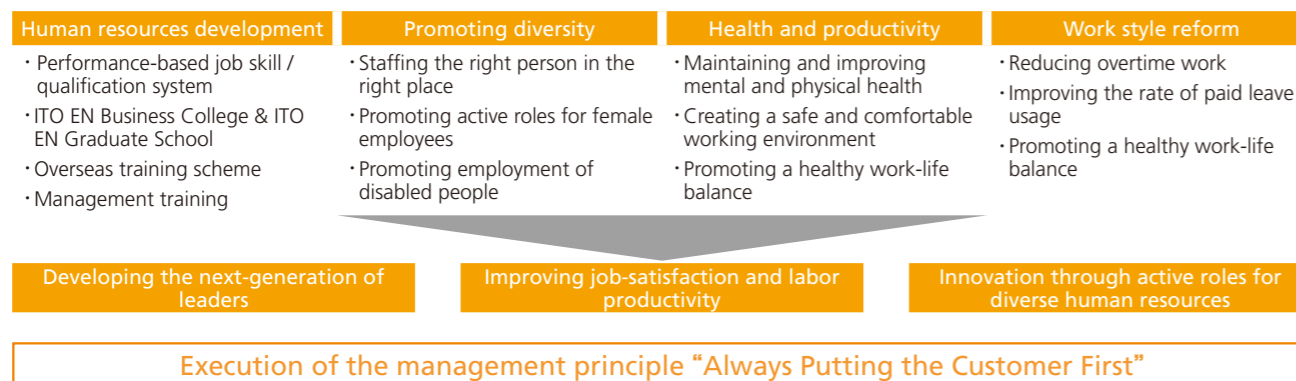 Human resources development
・Performance-based job skill /
qualification system
・ITO EN Business College & ITO
EN Graduate School
・Overseas training scheme
・Management training
Promoting diversity
・Staffing the right person in the
right place
・Promoting active roles for female
employees
・Promoting employment of
disabled people
Health and productivity
・Maintaining and improving
mental and physical health
・Creating a safe and comfortable
working environment
・Promoting a healthy work-life
balance
Work style reform
・Reducing overtime work
・Improving the rate of paid leave
usage
・Promoting a healthy work-life
balance
Developing the next-generation of
leaders
Improving job-satisfaction and labor
productivity
Innovation through active roles for
diverse human resources
Execution of the management principle “Always Putting the Customer First”